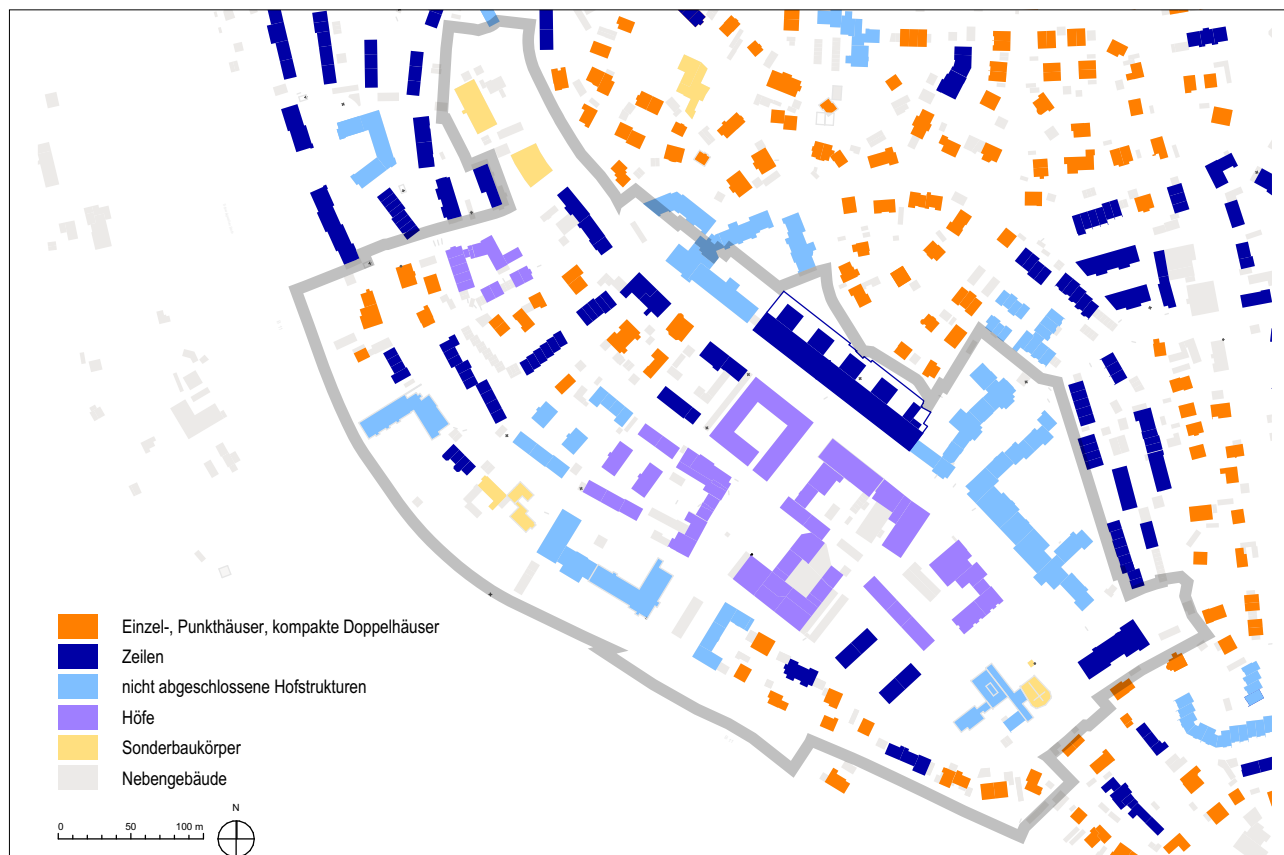 Einzel-, Punkthäuser, kompakte Doppelhäuser
Zeilen
nicht abgeschlossene Hofstrukturen
Höfe
Sonderbaukörper
Nebengebäude
N
0 50 100 m